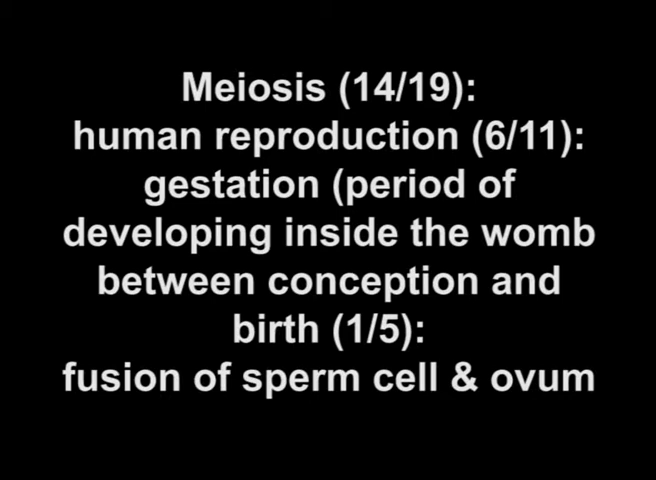 Meiosis (14/19):
human reproduction (6/11):
gestation (period of
developing inside the womb
between conception and
birth (1/5):
fusion of sperm cell & ovum